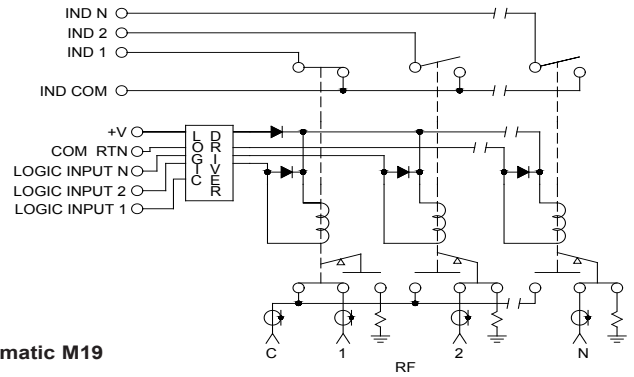 IND N
IND 2
IND 1
IND COM
+V
COM RTN
LOGIC INPUT N
LOGIC INPUT 2
LOGIC INPUT 1
LOGIC
DRIVER
C 1 2 N
RF
matic M19